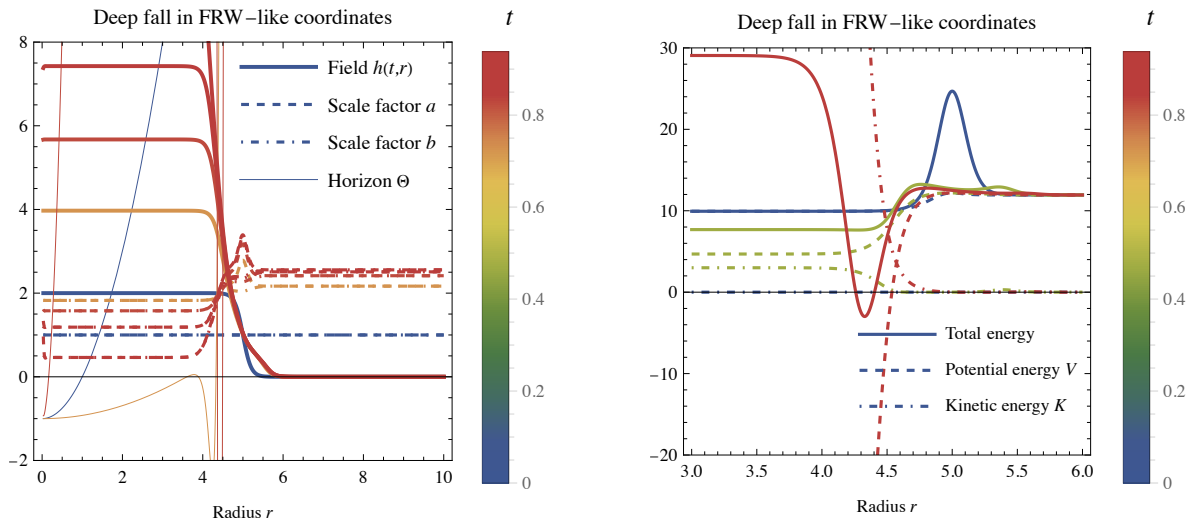 Deep fall in FRW-like coordinates
t
8
6
4
2
0
−2
0
2
4
6
8
10
Radius r
Field h(t,r)
Scale factor a
Scale factor b
Horizon Θ
0.8
0.6
0.4
0.2
0
Deep fall in FRW-like coordinates
t
30
20
10
0
−10
−20
3.0
3.5
4.0
4.5
5.0
5.5
6.0
Radius r
Total energy
Potential energy V
Kinetic energy K
0.8
0.6
0.4
0.2
0